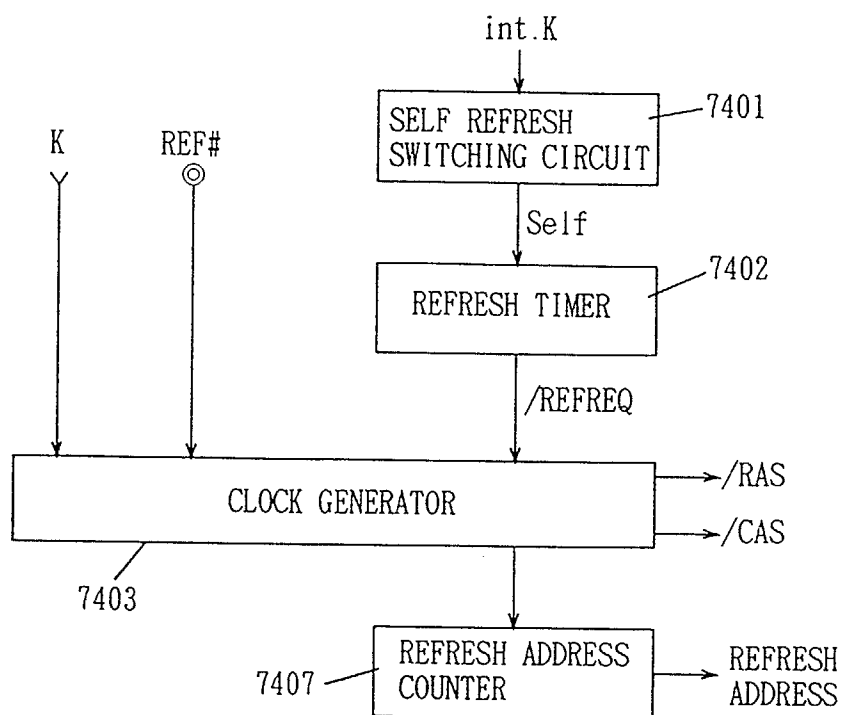 int.K
7401
SELF REFRESH
SWITCHING CIRCUIT
K
REF#
Self
7402
REFRESH TIMER
/REFREQ
CLOCK GENERATOR
/RAS
/CAS
7403
7407
REFRESH ADDRESS
COUNTER
REFRESH
ADDRESS